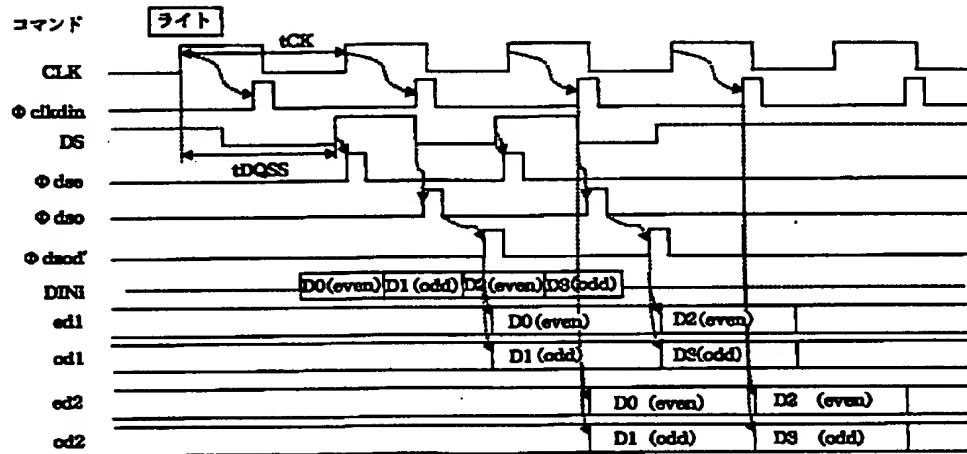 コマンド ライト
tCK
CLK
Φ clkdin
DS
tDQSS
Φ dse
Φ dso
Φ dsod'
DINi D0(even) D1(odd) D2(even) D3(odd)
ed1 D0(even) D2(even)
od1 D1(odd) D3(odd)
ed2 D0 (even) D2 (even)
od2 D1 (odd) D3 (odd)